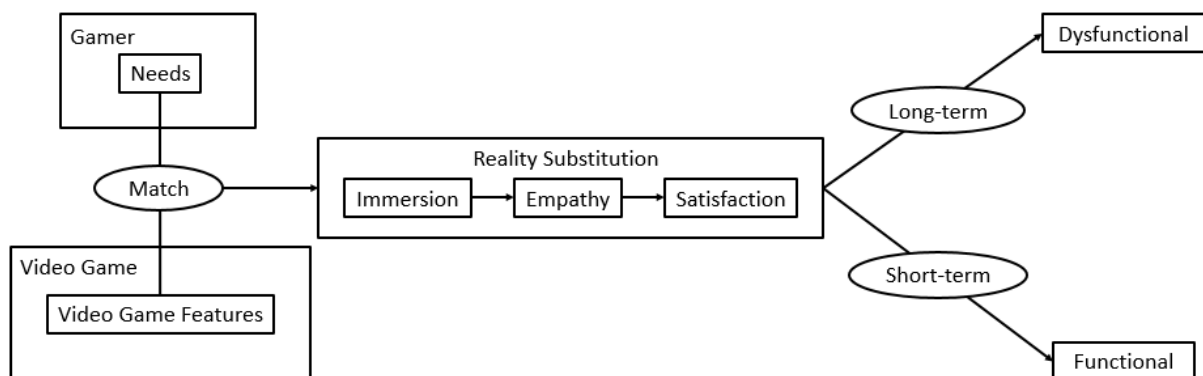 Gamer
Needs
Match
Video Game
Video Game Features
Reality Substitution
Immersion
Empathy
Satisfaction
Long-term
Dysfunctional
Short-term
Functional